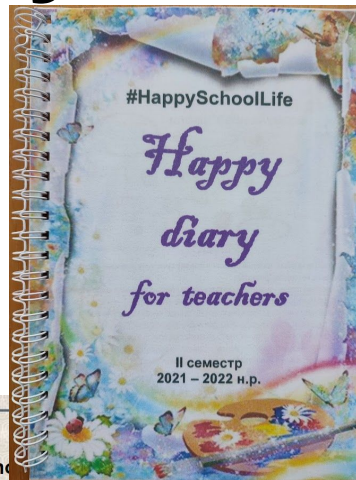 #HappySchoolLife
Happy
diary
for teachers
II семестр
2021 – 2022 н.р.